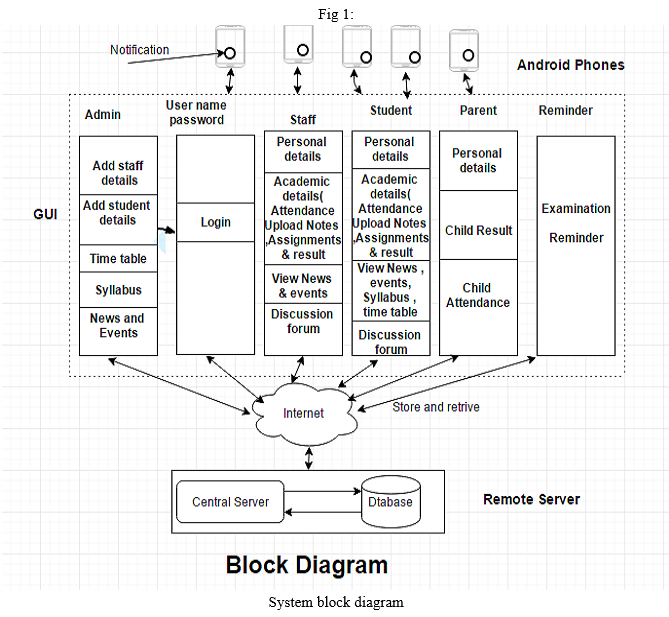 Fig 1:
Notification
Android Phones
Admin
User name
password
Staff
Student
Parent
Reminder
GUI
Add staff
details
Add student
details
Time table
Syllabus
News and
Events
Login
Personal
details
Academic
details(
Attendance
Upload Notes
,Assignments
& result
View News
& events
Discussion
forum
Personal
details
Academic
details(
Attendance
Upload Notes
,Assignments
& result
View News ,
events,
Syllabus ,
time table
Discussion
forum
Personal
details
Child Result
Child
Attendance
Examination
Reminder
Internet
Store and retrive
Central Server
Dtabase
Remote Server
Block Diagram
System block diagram